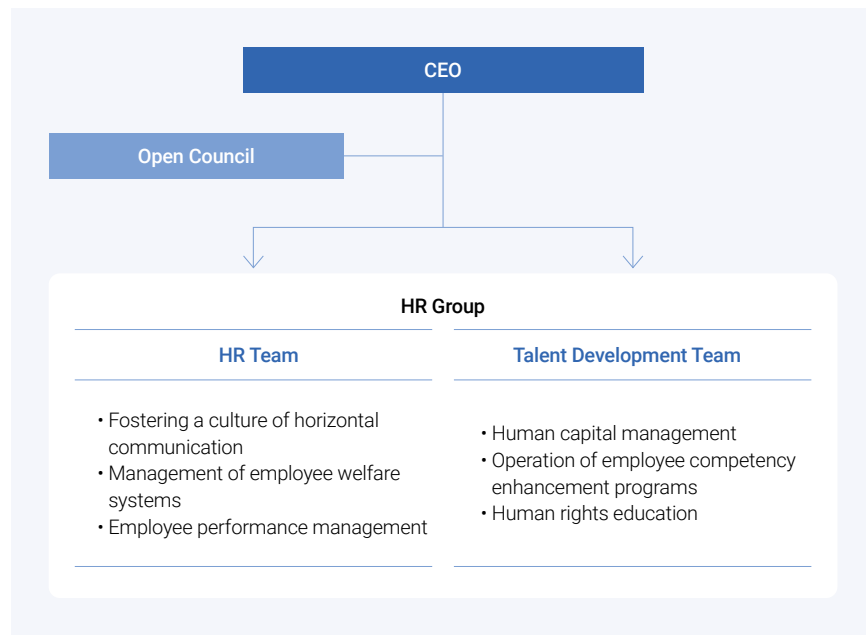 CEO
Open Council
HR Group
HR Team
• Fostering a culture of horizontal
communication
• Management of employee welfare
systems
• Employee performance management
Talent Development Team
• Human capital management
• Operation of employee competency
enhancement programs
• Human rights education